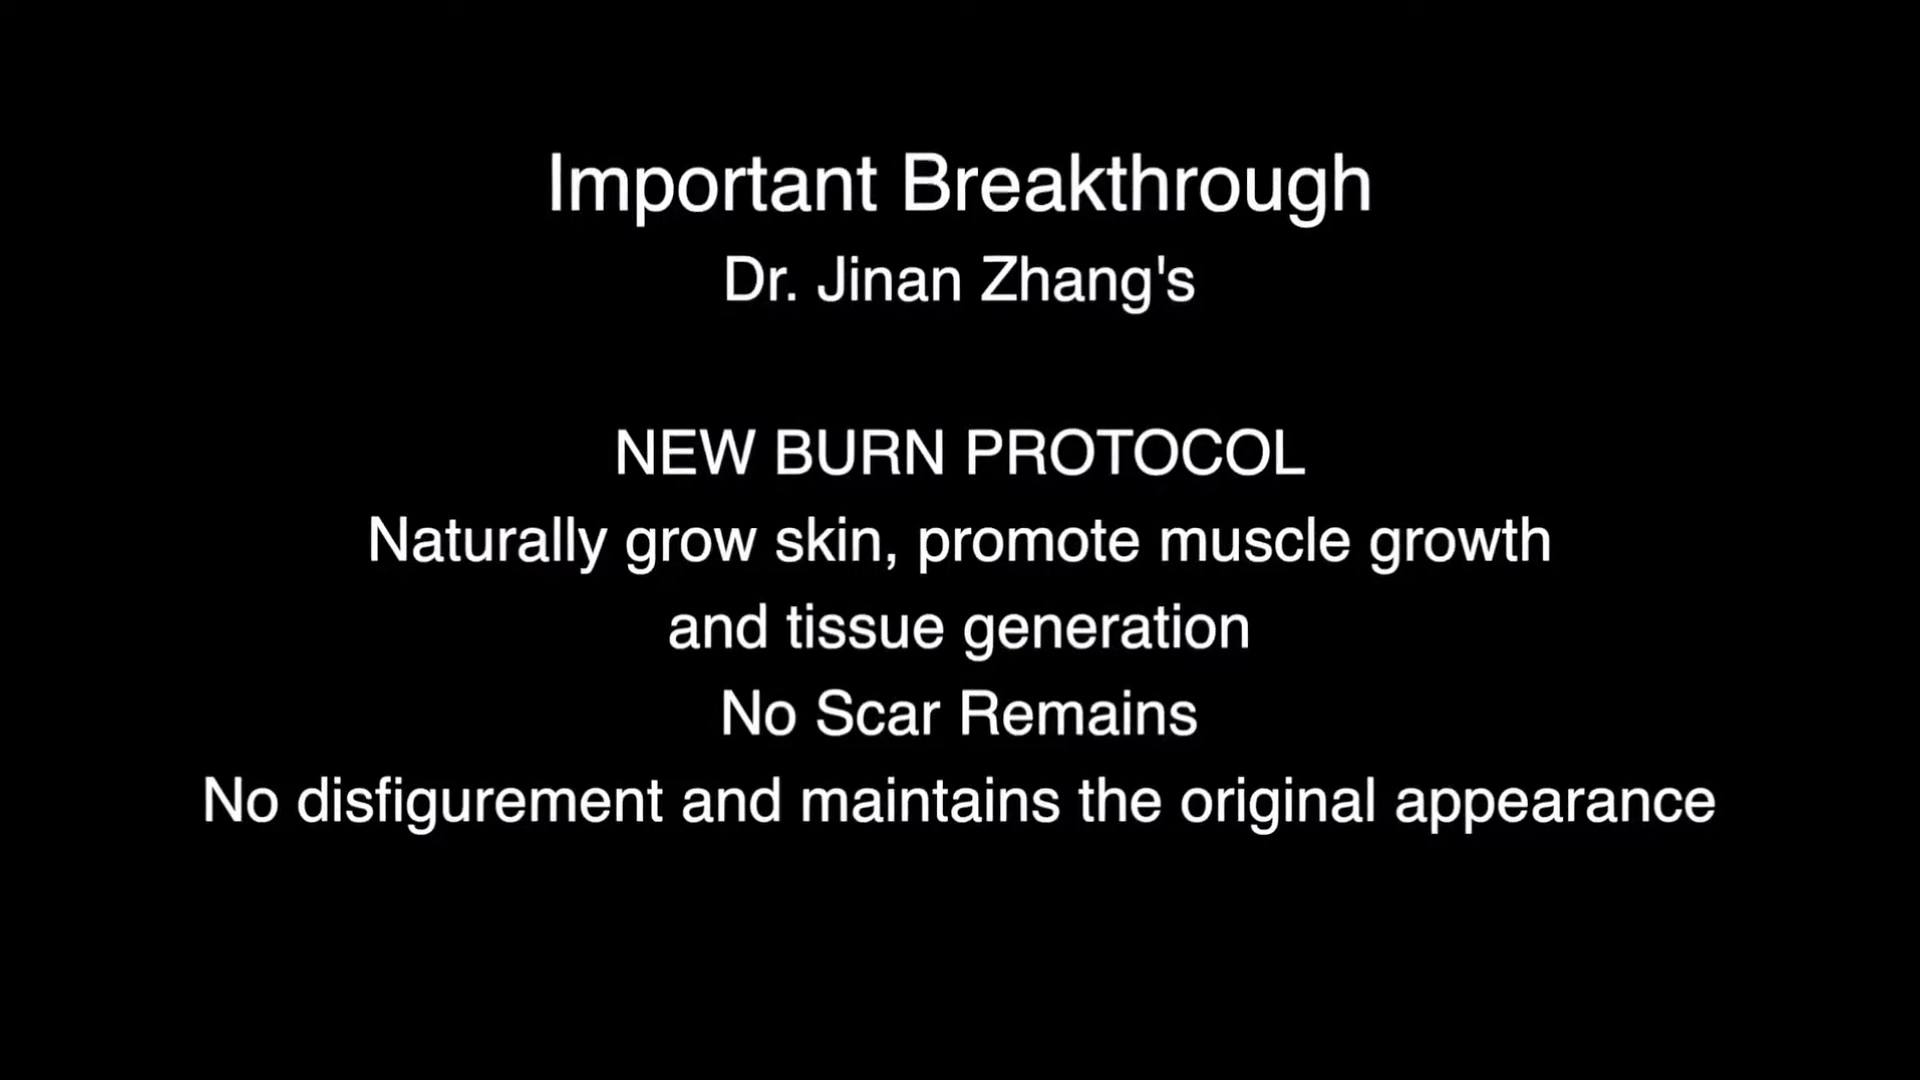 Important Breakthrough
Dr. Jinan Zhang's
NEW BURN PROTOCOL
Naturally grow skin, promote muscle growth
and tissue generation
No Scar Remains
No disfigurement and maintains the original appearance